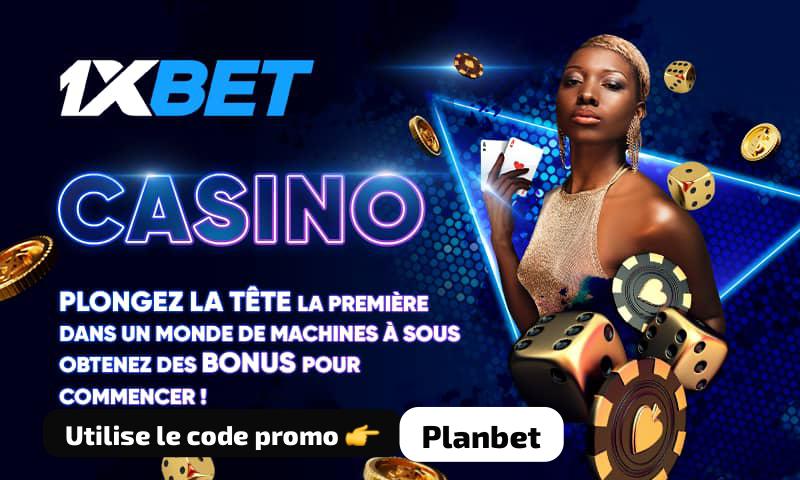 1XBET
CASINO
PLONGEZ LA TÊTE LA PREMIÈRE
DANS UN MONDE DE MACHINES À SOUS
OBTENEZ DES BONUS POUR
COMMENCER !
Utilise le code promo 👉 Planbet